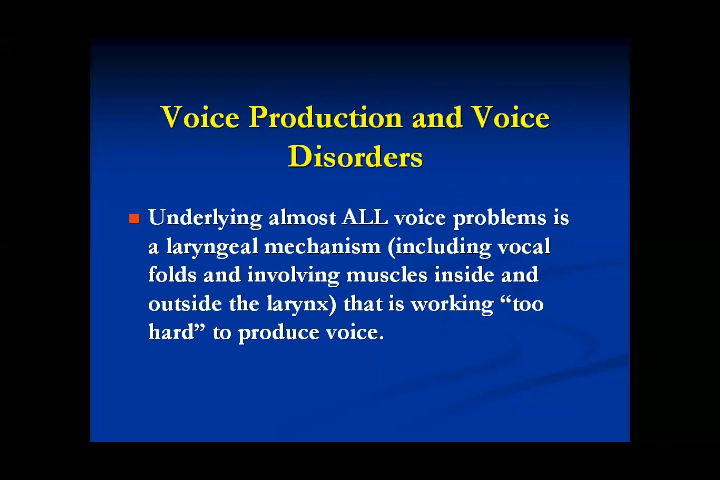 Voice Production and Voice
Disorders
Underlying almost ALL voice problems is
a laryngeal mechanism (including vocal
folds and involving muscles inside and
outside the larynx) that is working “too
hard” to produce voice.